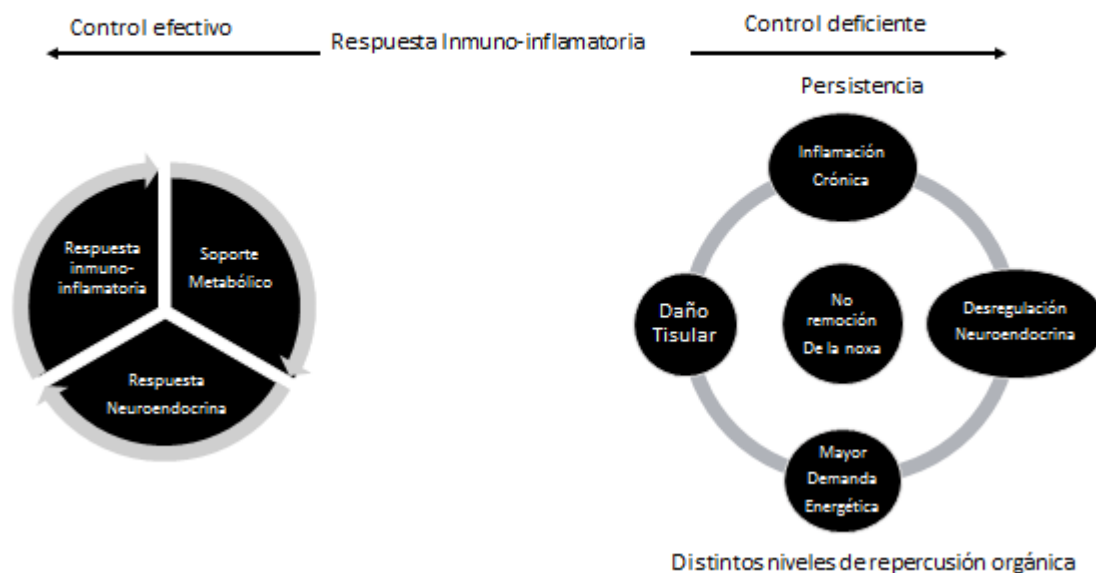 Control efectivo
Respuesta Inmuno-inflamatoria
Control deficiente
Persistencia
Respuesta
inmuno-
inflamatoria
Soporte
Metabólico
Respuesta
Neuroendocrina
Inflamación
Crónica
Daño
Tisular
No
remoción
De la noxa
Desregulación
Neuroendocrina
Mayor
Demanda
Energética
Distintos niveles de repercusión orgánica